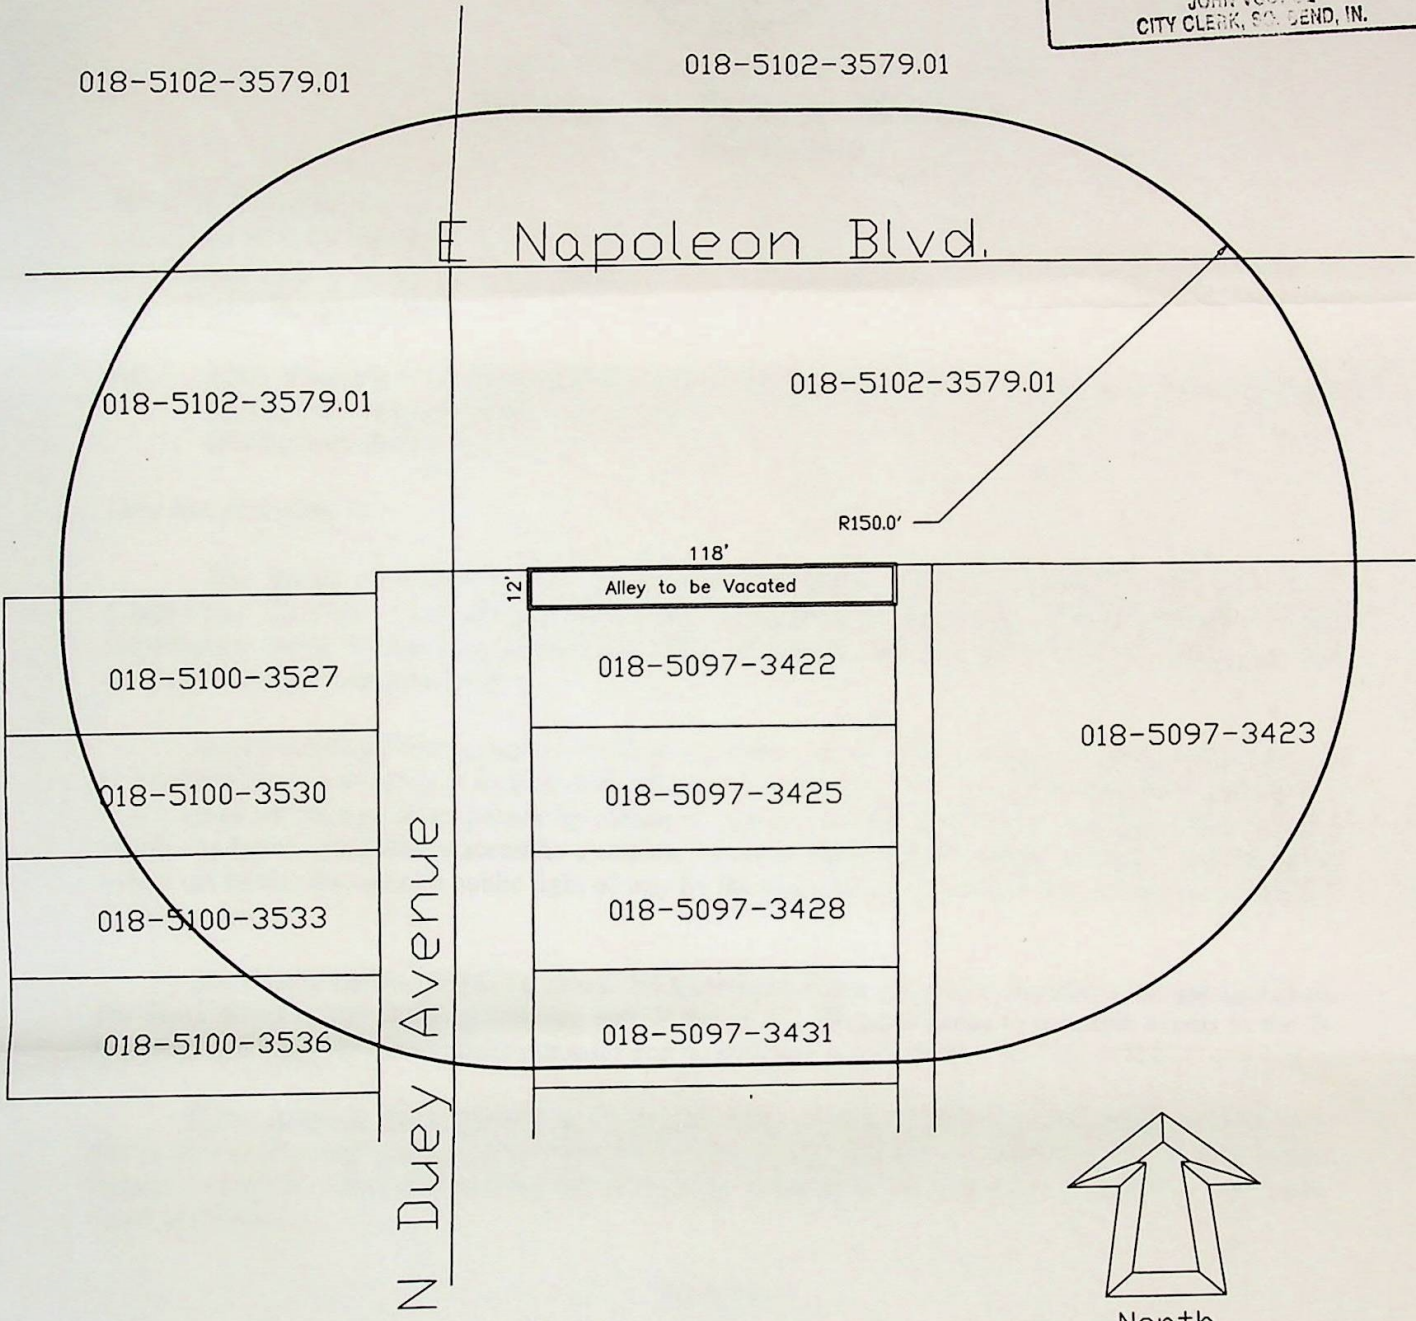 CITY CLERK, SO. BEND, IN.
018-5102-3579.01
018-5102-3579.01
E Napoleon Blvd.
018-5102-3579.01
018-5102-3579.01
R150.0'
118'
12'
Alley to be Vacated
018-5100-3527
018-5097-3422
018-5097-3423
018-5100-3530
018-5097-3425
018-5100-3533
018-5097-3428
018-5100-3536
018-5097-3431
N Duey Avenue
North